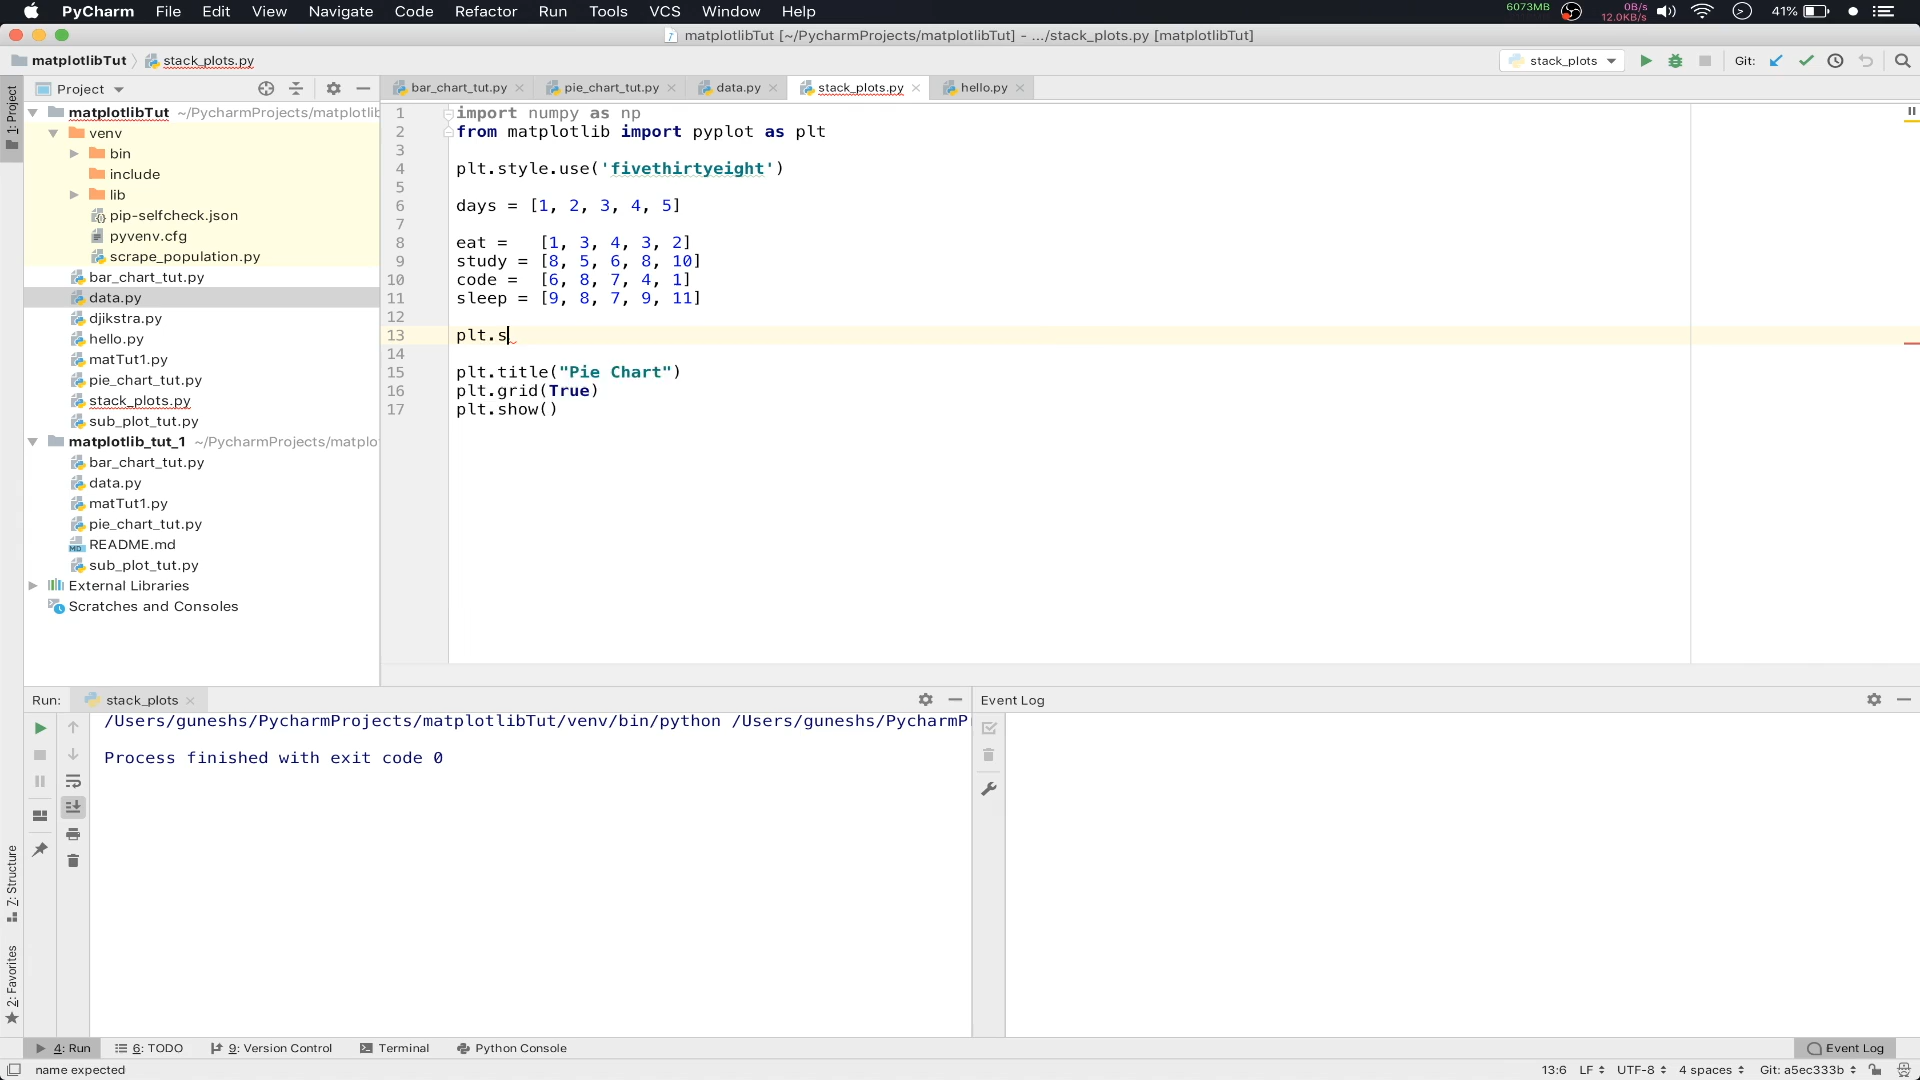 PyCharm File Edit View Navigate Code Refactor Run Tools VCS Window Help 6073MB 0B/s 12.0KB/s 41%
matplotlibTut [~/PycharmProjects/matplotlibTut] - .../stack_plots.py [matplotlibTut]
matplotlibTut stack_plots.py stack_plots Git:
Project bar_chart_tut.py pie_chart_tut.py data.py stack_plots.py hello.py
1: Project
matplotlibTut ~/PycharmProjects/matplotlib
venv
bin
include
lib
pip-selfcheck.json
pyvenv.cfg
scrape_population.py
bar_chart_tut.py
data.py
djikstra.py
hello.py
matTut1.py
pie_chart_tut.py
stack_plots.py
sub_plot_tut.py
matplotlib_tut_1 ~/PycharmProjects/matplo
bar_chart_tut.py
data.py
matTut1.py
pie_chart_tut.py
README.md
sub_plot_tut.py
External Libraries
Scratches and Consoles
1 import numpy as np
2 from matplotlib import pyplot as plt
3
4 plt.style.use('fivethirtyeight')
5
6 days = [1, 2, 3, 4, 5]
7
8 eat =   [1, 3, 4, 3, 2]
9 study = [8, 5, 6, 8, 10]
10 code =  [6, 8, 7, 4, 1]
11 sleep = [9, 8, 7, 9, 11]
12
13 plt.s
14
15 plt.title("Pie Chart")
16 plt.grid(True)
17 plt.show()
Run: stack_plots
/Users/guneshs/PycharmProjects/matplotlibTut/venv/bin/python /Users/guneshs/PycharmP
Process finished with exit code 0
Event Log
Z: Structure
2: Favorites
4: Run 6: TODO 9: Version Control Terminal Python Console Event Log
name expected 13:6 LF UTF-8 4 spaces Git: a5ec333b